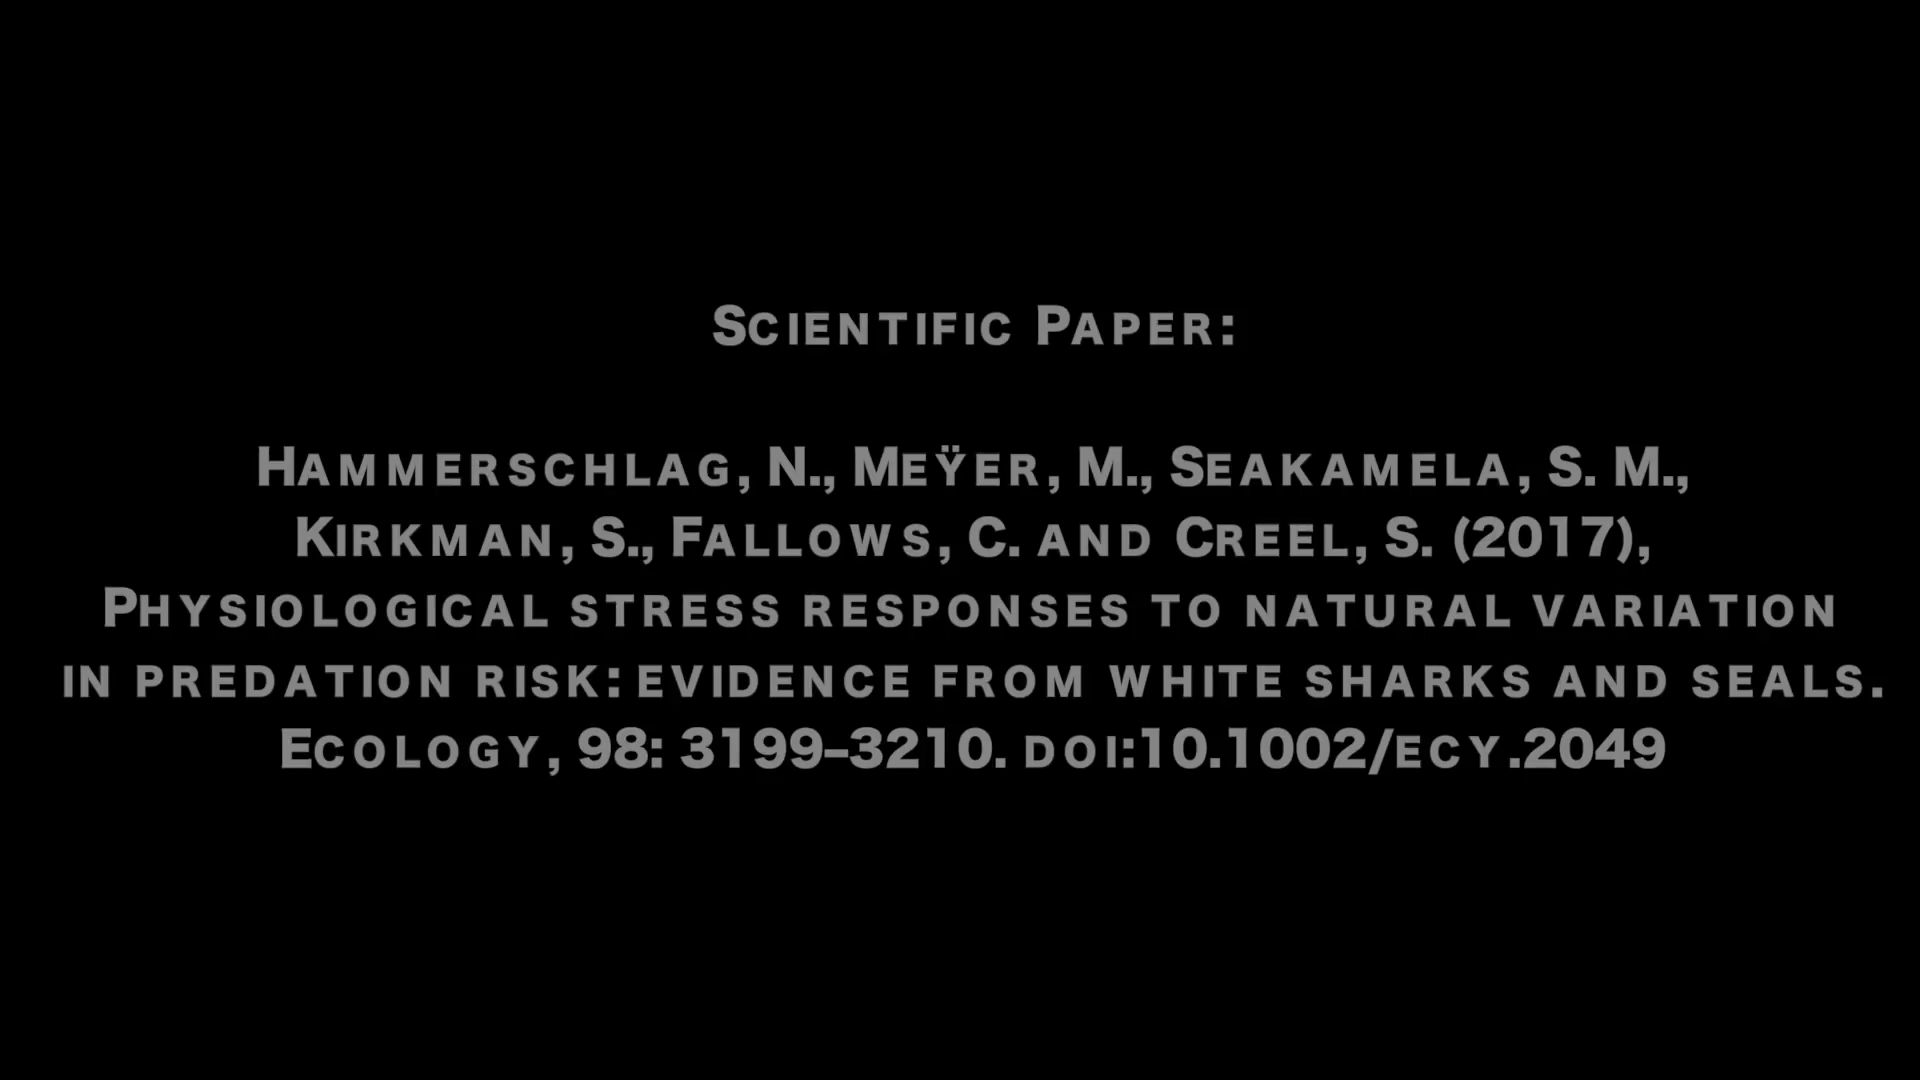 Scientific Paper:
Hammerschlag, N., Meÿer, M., Seakamela, S. M.,
Kirkman, S., Fallows, C. and Creel, S. (2017),
Physiological stress responses to natural variation
in predation risk: evidence from white sharks and seals.
Ecology, 98: 3199–3210. doi:10.1002/ecy.2049